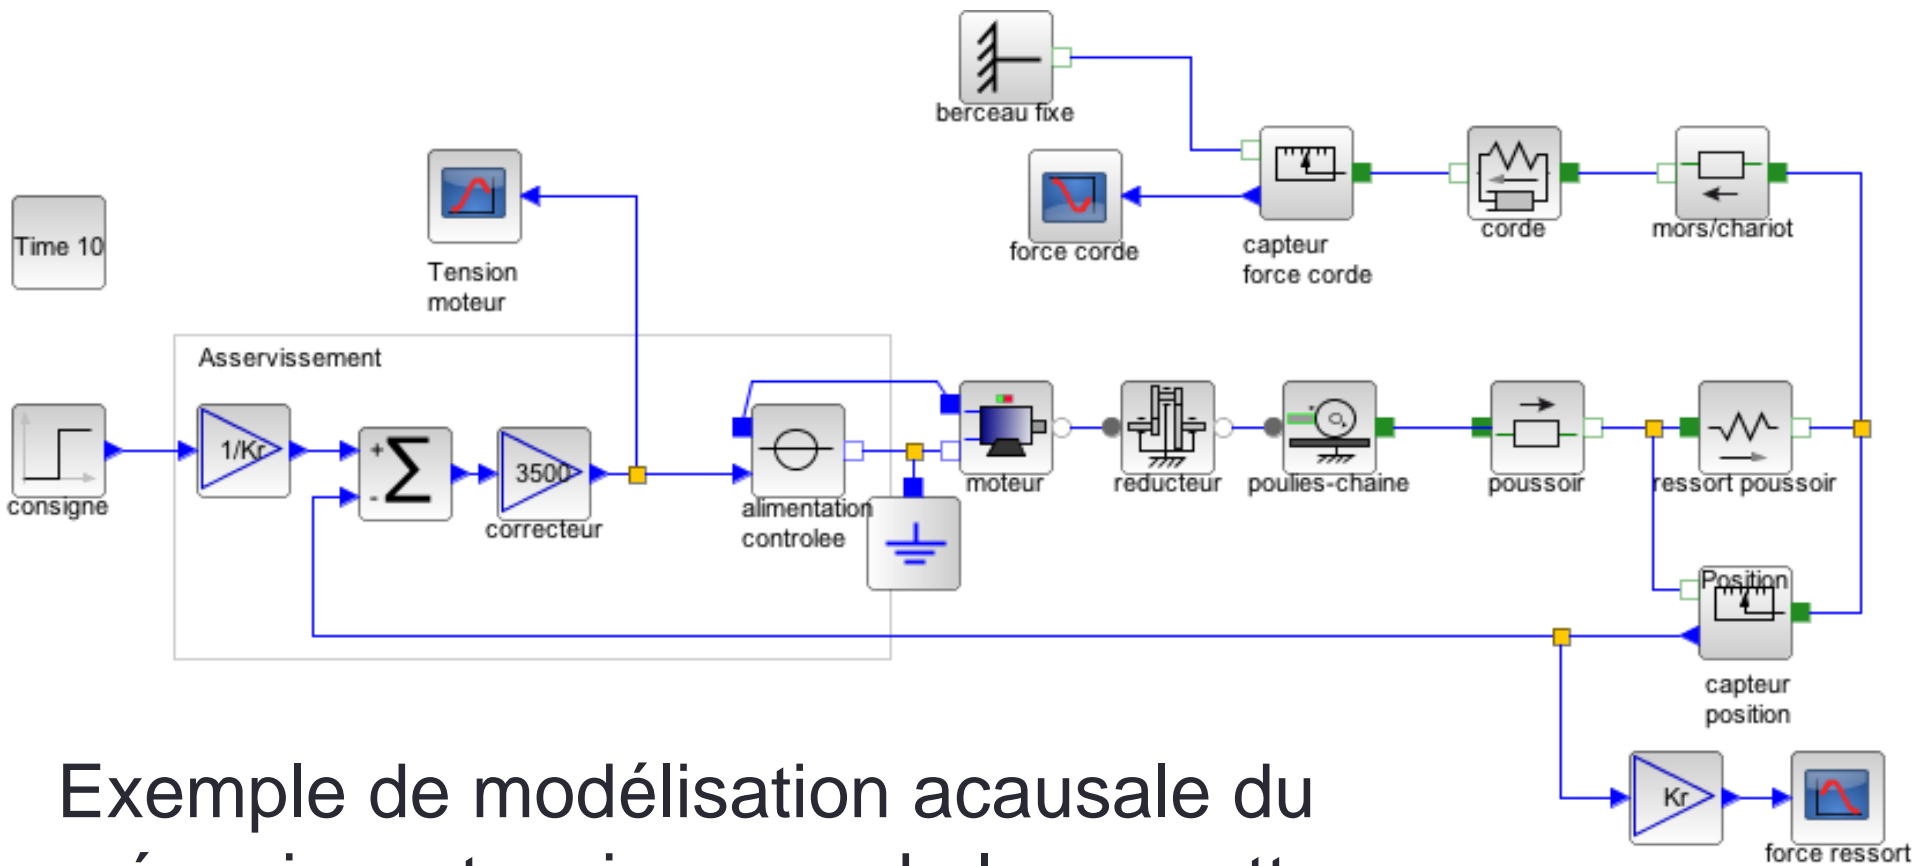 berceau fixe
force corde
capteur
force corde
corde
mors/chariot
Time 10
Tension
moteur
Asservissement
consigne
1/Kr
+
-
Σ
3500
correcteur
alimentation
controlee
moteur
reducteur
poulies-chaine
poussoir
ressort poussoir
Position
capteur
position
Kr
force ressort
Exemple de modélisation acausale du